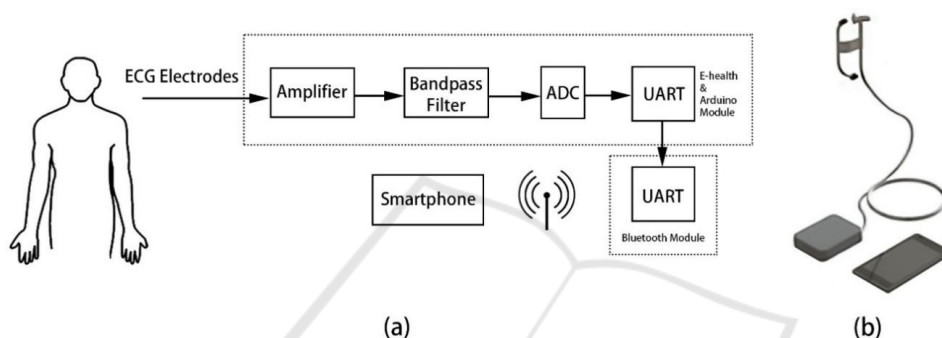 ECG Electrodes
Amplifier
Bandpass
Filter
ADC
UART
E-health
&
Arduino
Module
Smartphone
UART
Bluetooth Module
(a)
(b)